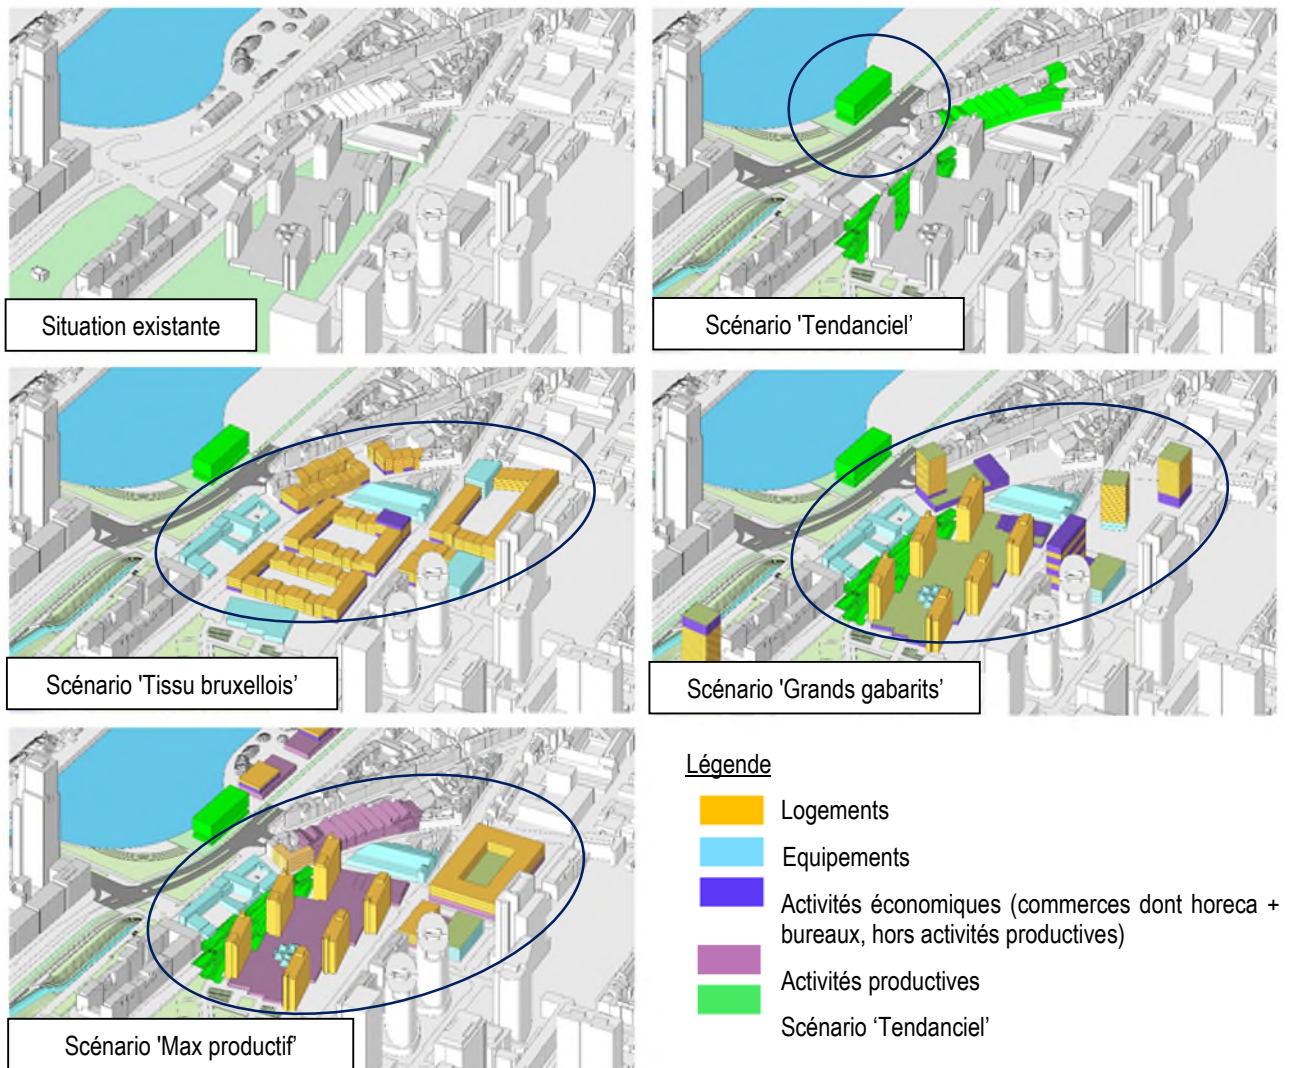 Situation existante
Scénario 'Tendanciel’
Scénario 'Tissu bruxellois’
Scénario 'Grands gabarits’
Scénario 'Max productif’
Légende
Logements
Equipements
Activités économiques (commerces dont horeca +
bureaux, hors activités productives)
Activités productives
Scénario ‘Tendanciel’